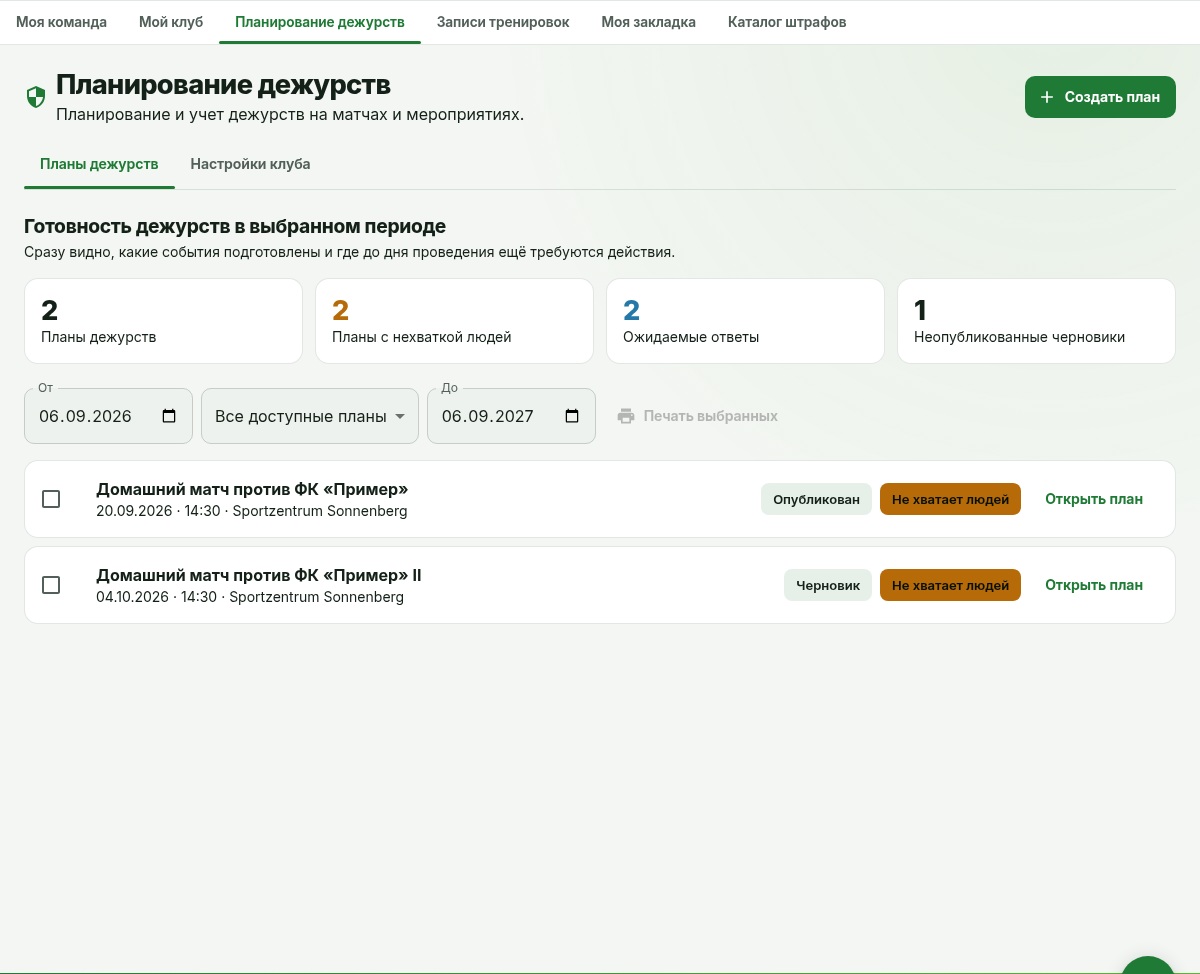 Моя команда
Мой клуб
Планирование дежурств
Записи тренировок
Моя закладка
Каталог штрафов
Планирование дежурств
Планирование и учет дежурств на матчах и мероприятиях.
Создать план
Планы дежурств
Настройки клуба
Готовность дежурств в выбранном периоде
Сразу видно, какие события подготовлены и где до дня проведения ещё требуются действия.
2
Планы дежурств
2
Планы с нехваткой людей
2
Ожидаемые ответы
1
Неопубликованные черновики
От
06.09.2026
Все доступные планы
До
06.09.2027
Печать выбранных
Домашний матч против ФК «Пример»
20.09.2026 · 14:30 · Sportzentrum Sonnenberg
Опубликован
Не хватает людей
Открыть план
Домашний матч против ФК «Пример» II
04.10.2026 · 14:30 · Sportzentrum Sonnenberg
Черновик
Не хватает людей
Открыть план